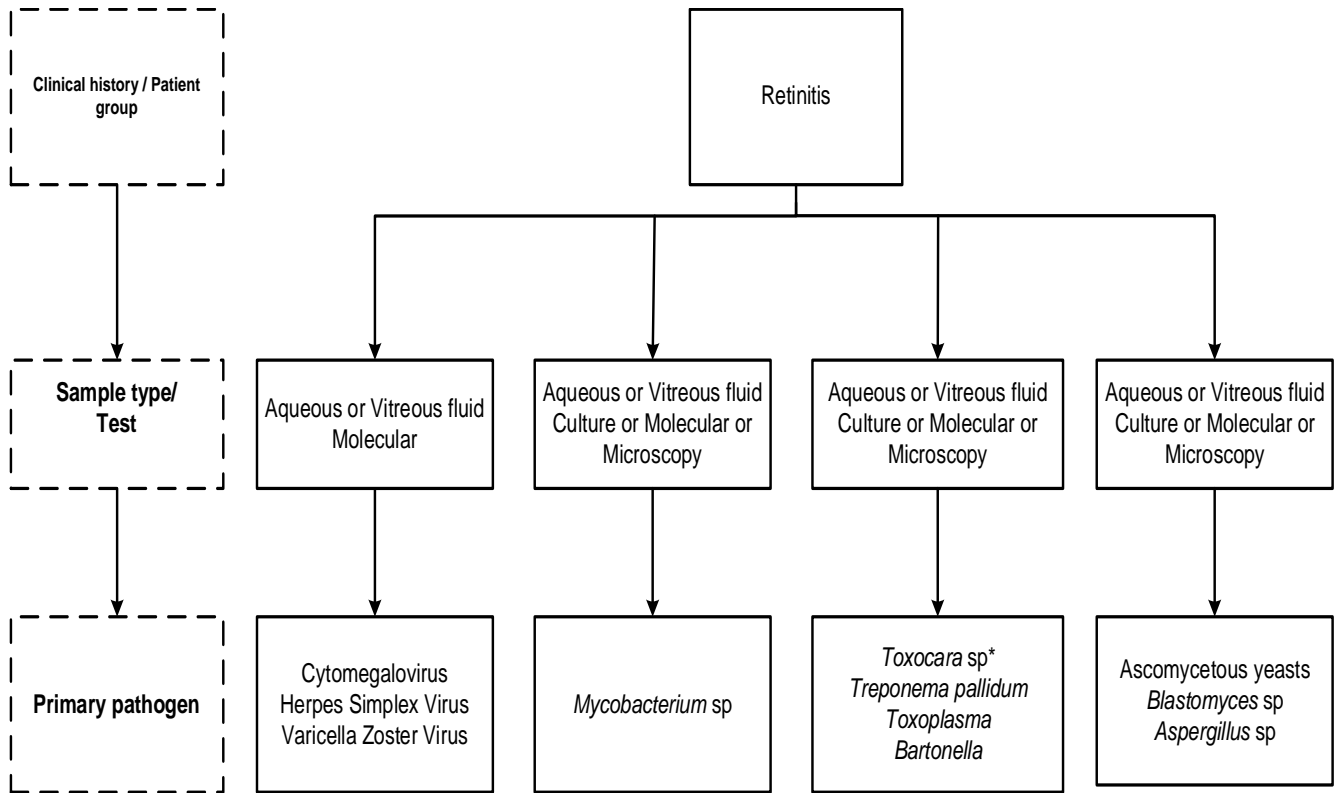 Clinical history / Patient
group
Retinitis
Sample type/
Test
Aqueous or Vitreous fluid
Molecular
Aqueous or Vitreous fluid
Culture or Molecular or
Microscopy
Aqueous or Vitreous fluid
Culture or Molecular or
Microscopy
Aqueous or Vitreous fluid
Culture or Molecular or
Microscopy
Primary pathogen
Cytomegalovirus
Herpes Simplex Virus
Varicella Zoster Virus
Mycobacterium sp
Toxocara sp*
Treponema pallidum
Toxoplasma
Bartonella
Ascomycetous yeasts
Blastomyces sp
Aspergillus sp